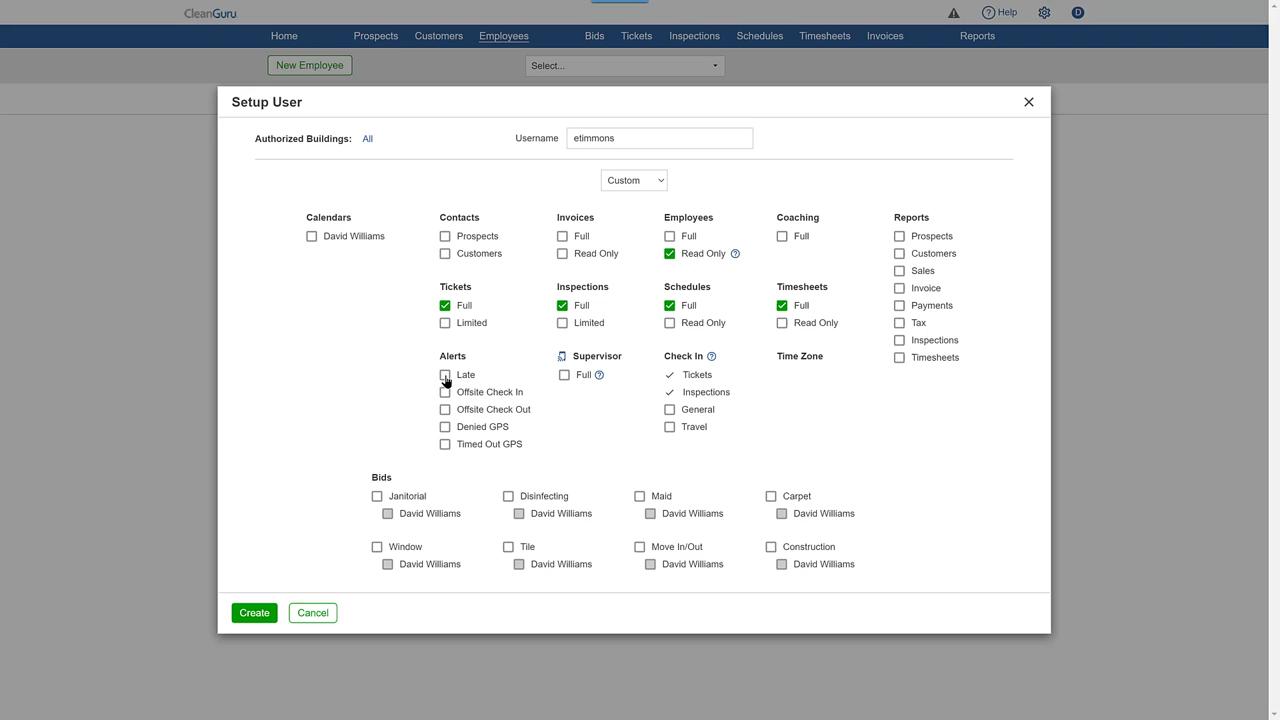 CleanGuru
Help
D
Home Prospects Customers Employees Bids Tickets Inspections Schedules Timesheets Invoices Reports
New Employee
Select...
Setup User
Authorized Buildings: All
Username etimmons
Custom
Calendars
David Williams
Contacts
Prospects
Customers
Invoices
Full
Read Only
Employees
Full
Read Only
Coaching
Full
Reports
Prospects
Customers
Sales
Invoice
Payments
Tax
Inspections
Timesheets
Tickets
Full
Limited
Inspections
Full
Limited
Schedules
Full
Read Only
Timesheets
Full
Read Only
Alerts
Late
Offsite Check In
Offsite Check Out
Denied GPS
Timed Out GPS
Supervisor
Full
Check In
Tickets
Inspections
General
Travel
Time Zone
Bids
Janitorial
David Williams
Disinfecting
David Williams
Maid
David Williams
Carpet
David Williams
Window
David Williams
Tile
David Williams
Move In/Out
David Williams
Construction
David Williams
Create
Cancel